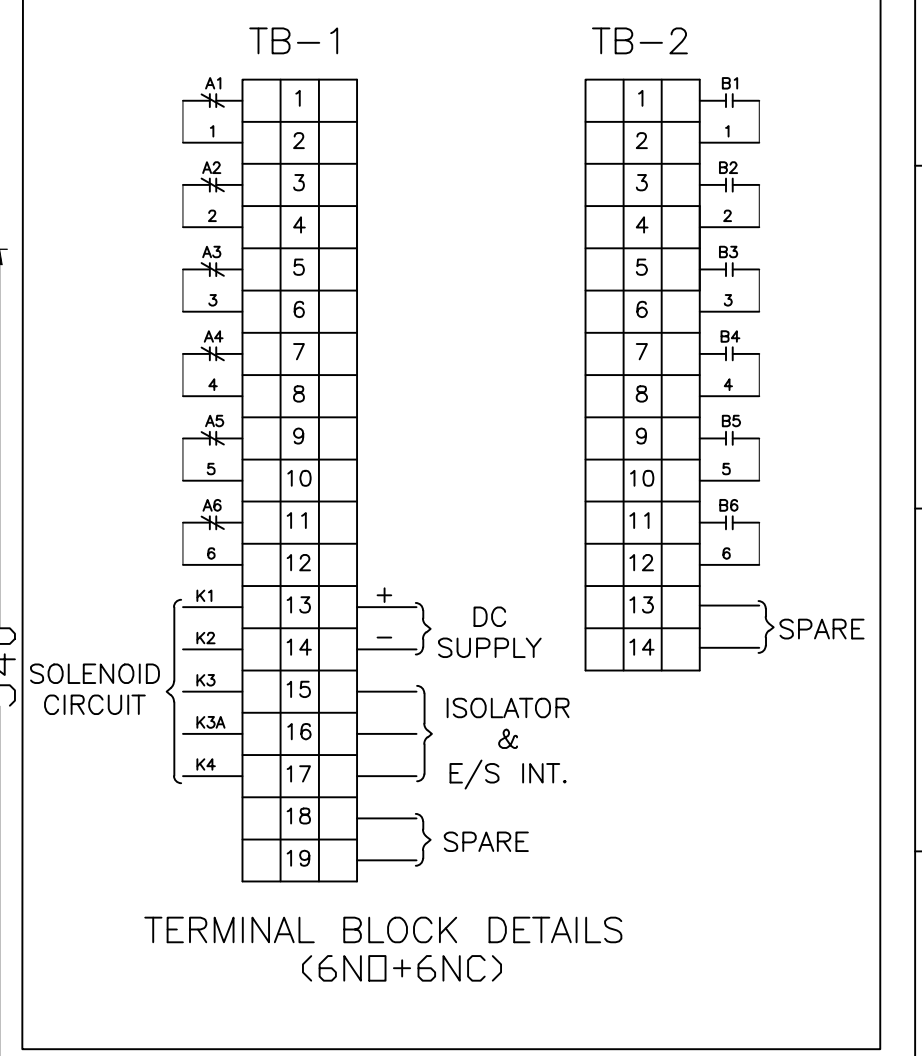 TB-1
A1
1
1
2
A2
2
3
4
A3
3
5
6
A4
4
7
8
A5
5
9
10
A6
6
11
12
K1
13
+
K2
14
-
DC
SUPPLY
K3
15
K3A
16
K4
17
SOLENOID
CIRCUIT
ISOLATOR
&
E/S INT.
18
19
SPARE
TB-2
1
B1
2
1
3
B2
4
2
5
B3
6
3
7
B4
8
4
9
B5
10
5
11
B6
12
6
13
14
SPARE
TERMINAL BLOCK DETAILS
(6NO+6NC)